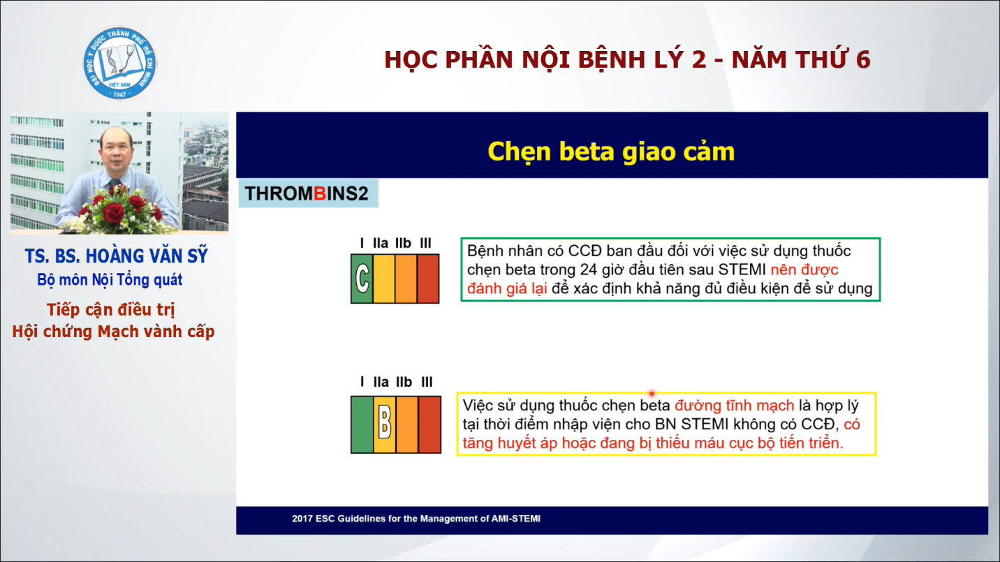 HỌC PHẦN NỘI BỆNH LÝ 2 - NĂM THỨ 6
ĐẠI HỌC Y DƯỢC THÀNH PHỐ HỒ CHÍ MINH
VIỆT NAM
1947
TS. BS. HOÀNG VĂN SỸ
Bộ môn Nội Tổng quát
Tiếp cận điều trị
Hội chứng Mạch vành cấp
Chẹn beta giao cảm
THROMBINS2
I IIa IIb III
C
Bệnh nhân có CCĐ ban đầu đối với việc sử dụng thuốc
chẹn beta trong 24 giờ đầu tiên sau STEMI nên được
đánh giá lại để xác định khả năng đủ điều kiện để sử dụng
I IIa IIb III
B
Việc sử dụng thuốc chẹn beta đường tĩnh mạch là hợp lý
tại thời điểm nhập viện cho BN STEMI không có CCĐ, có
tăng huyết áp hoặc đang bị thiếu máu cục bộ tiến triển.
2017 ESC Guidelines for the Management of AMI-STEMI